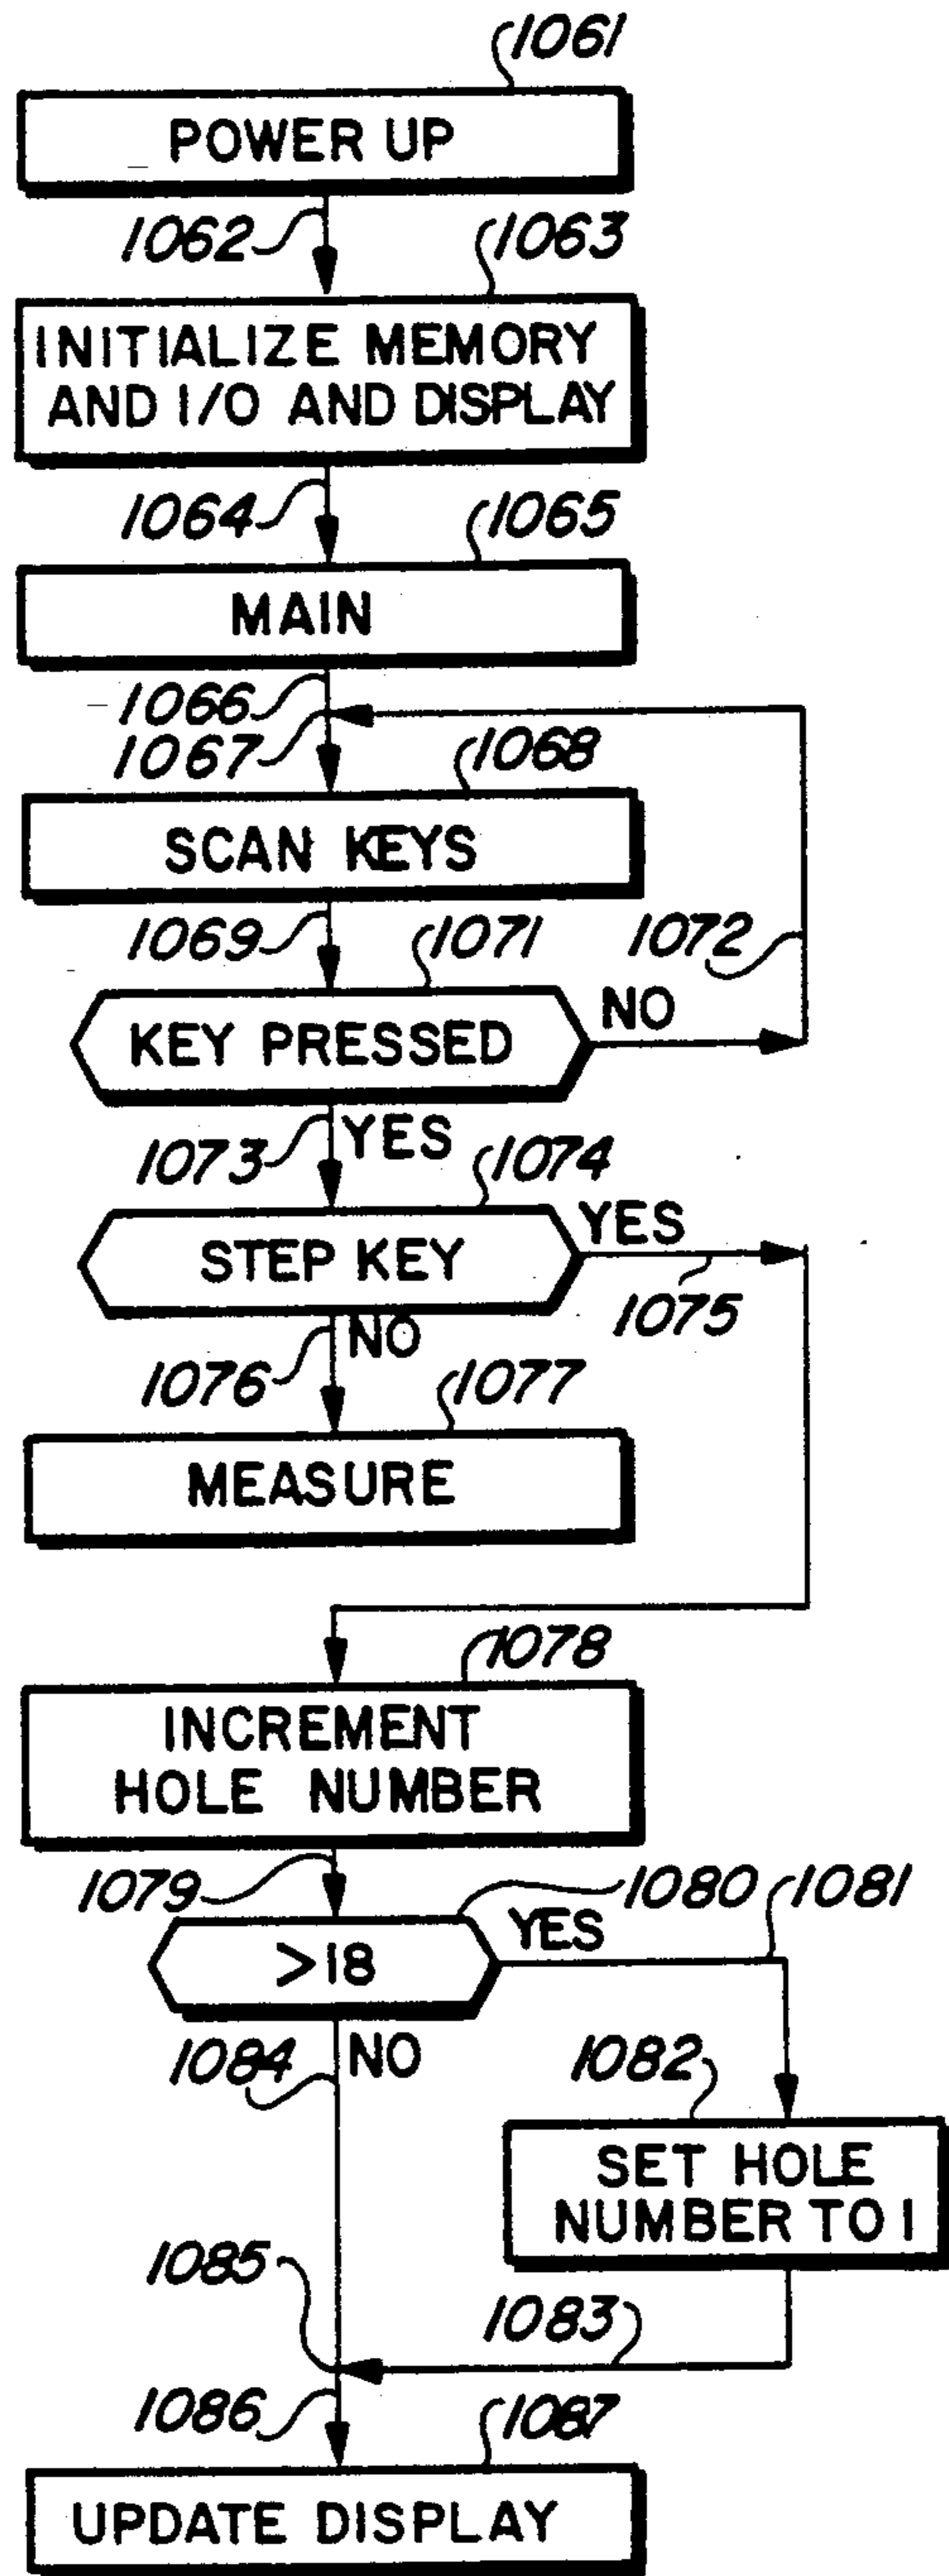 1061
POWER UP
1062
1063
INITIALIZE MEMORY
AND I/O AND DISPLAY
1064
1065
MAIN
1066
1067
1068
SCAN KEYS
1069
1071
1072
KEY PRESSED
NO
1073
YES
1074
STEP KEY
YES
1075
1076
NO
1077
MEASURE
1078
INCREMENT
HOLE NUMBER
1079
1080
1081
>18
YES
1084
NO
1082
SET HOLE
NUMBER TO 1
1085
1083
1086
1087
UPDATE DISPLAY